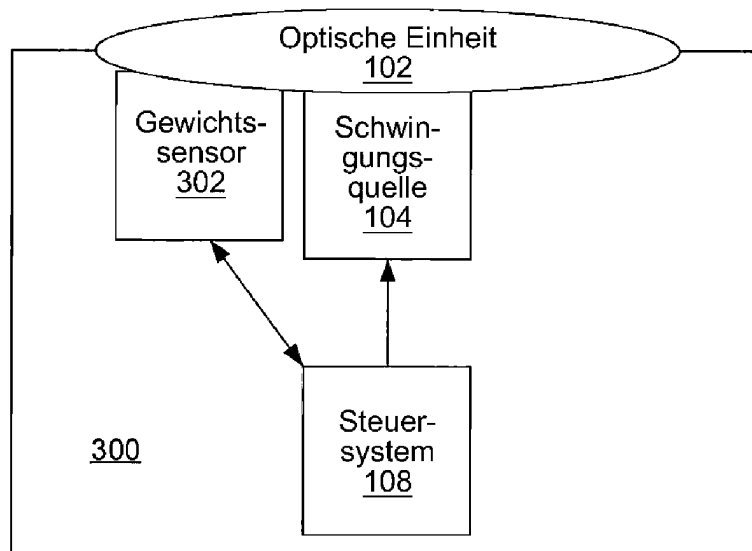 Optische Einheit
102
Gewichts-
sensor
302
Schwin-
gungs-
quelle
104
Steuer-
system
108
300